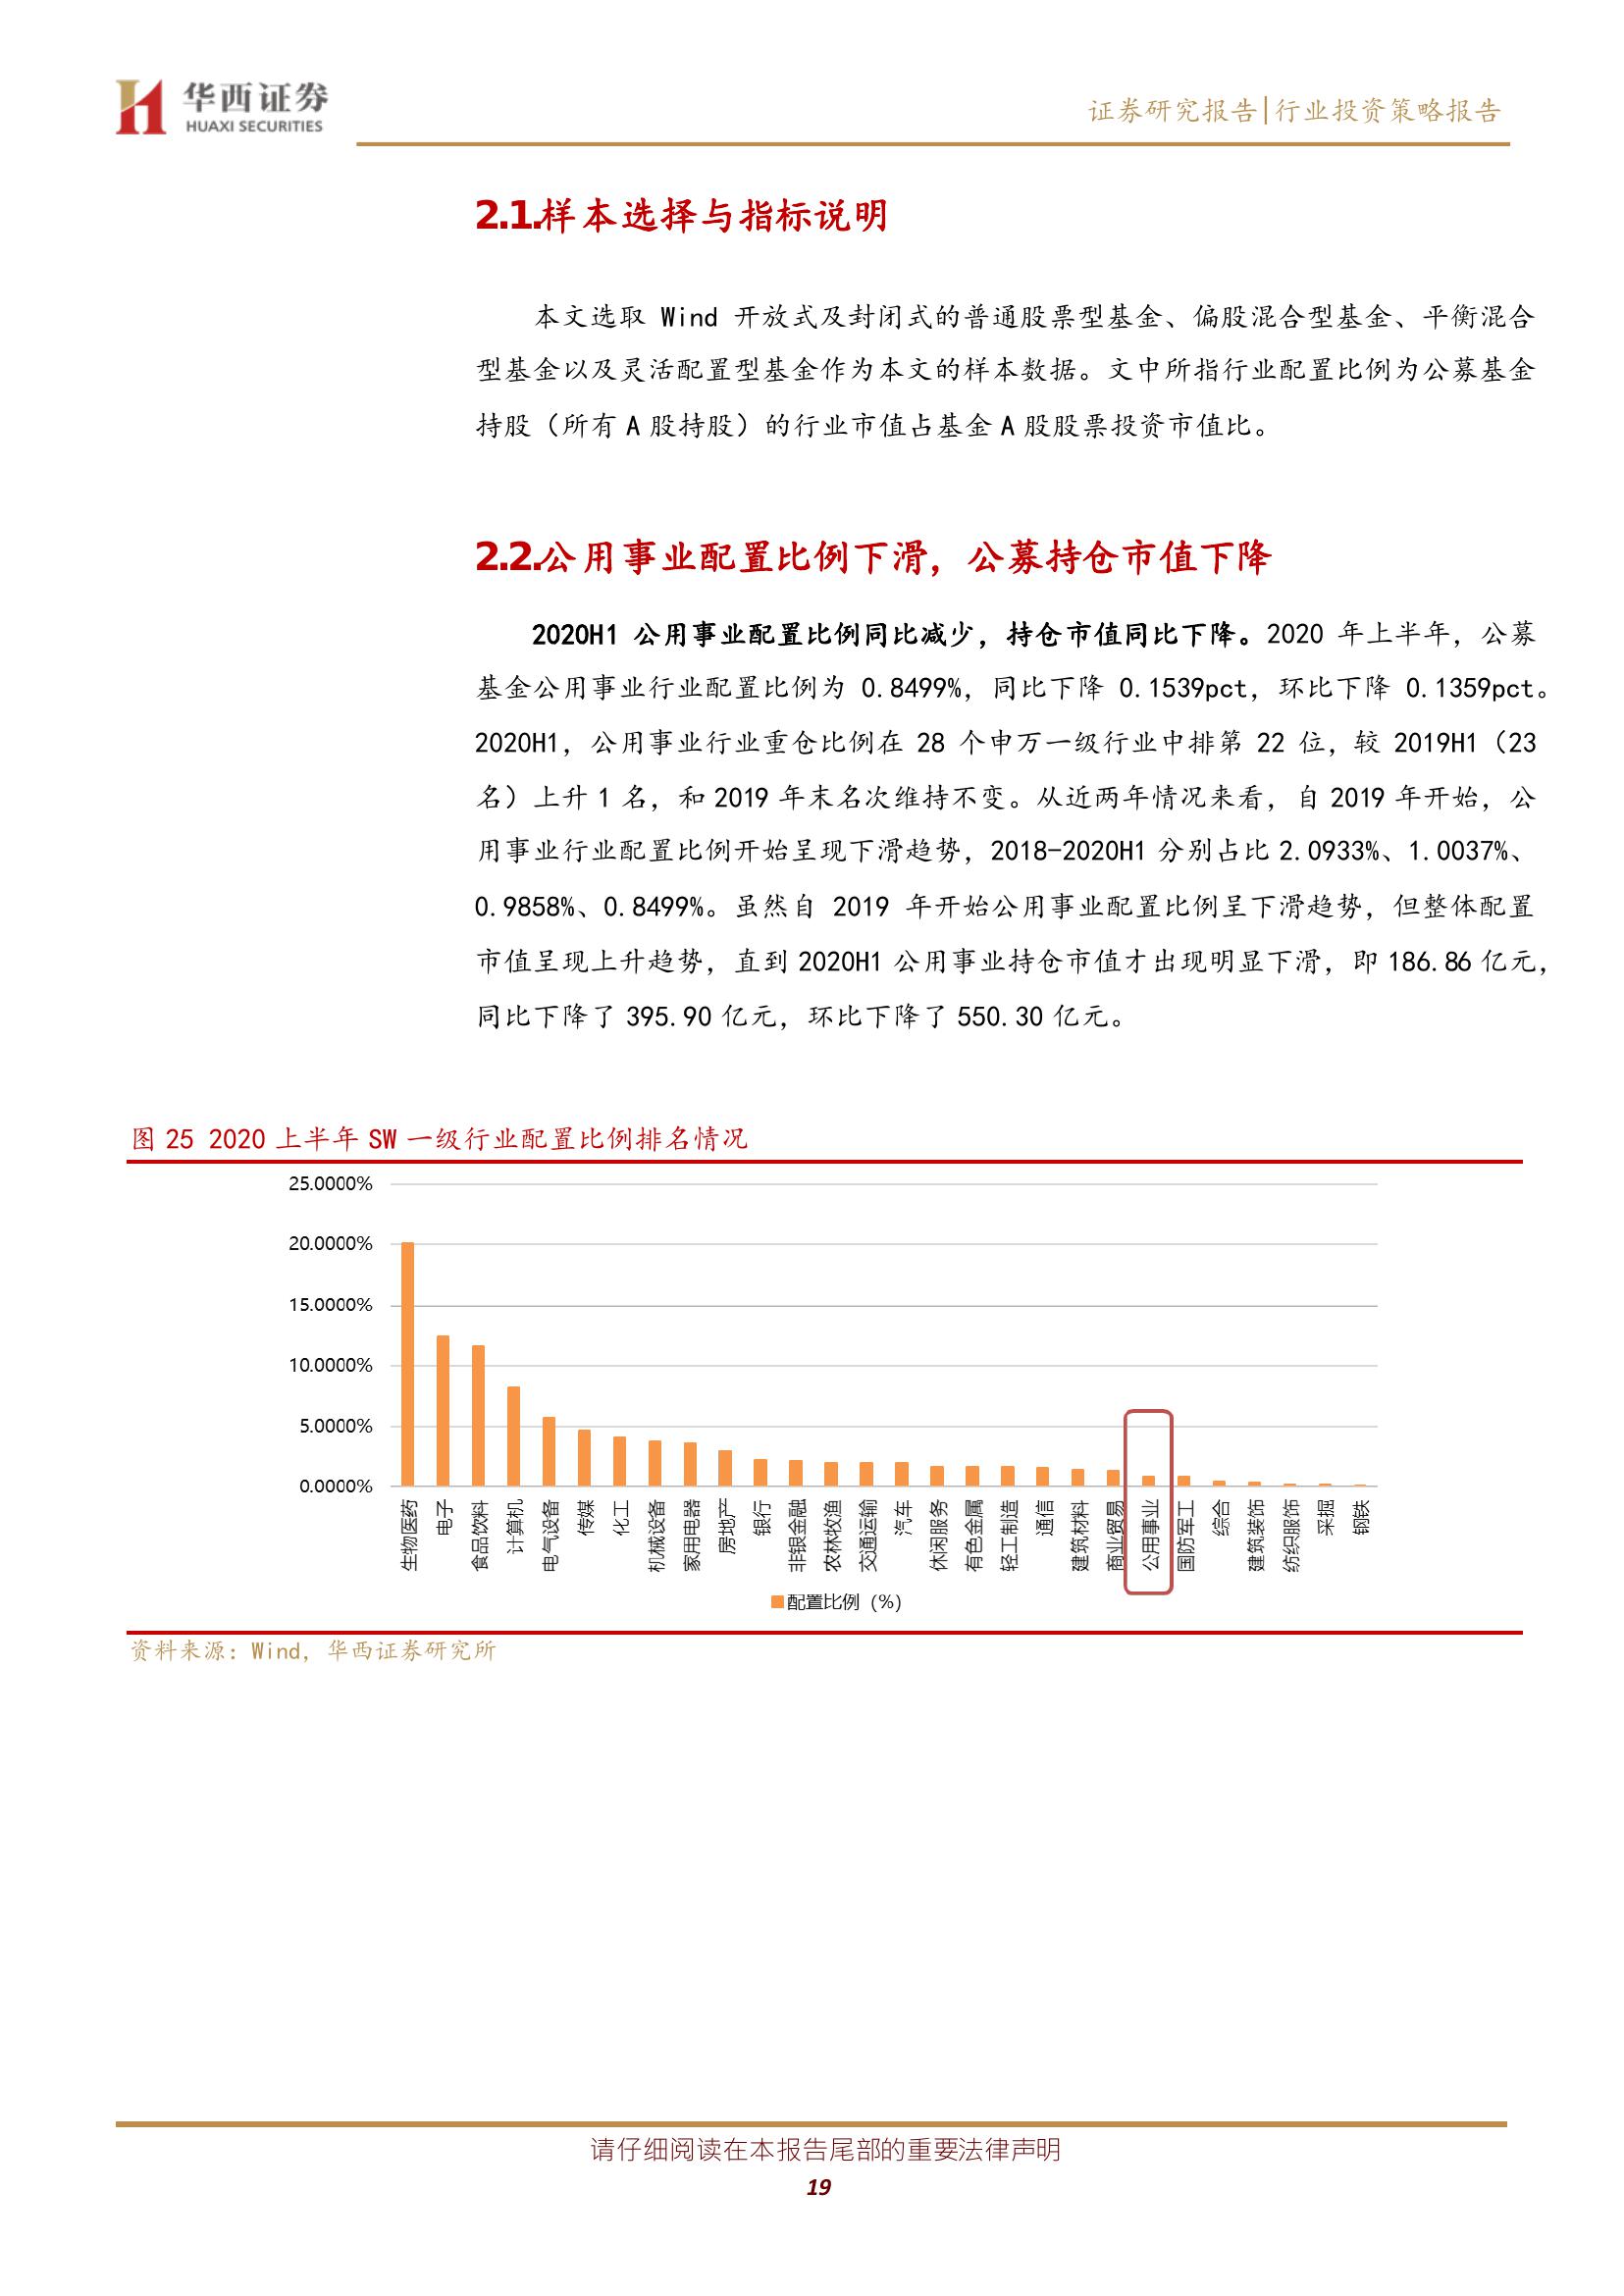 华西证券
HUAXI SECURITIES
证券研究报告|行业投资策略报告
2.1.样本选择与指标说明
本文选取 Wind 开放式及封闭式的普通股票型基金、偏股混合型基金、平衡混合
型基金以及灵活配置型基金作为本文的样本数据。文中所指行业配置比例为公募基金
持股（所有 A 股持股）的行业市值占基金 A 股股票投资市值比。
2.2.公用事业配置比例下滑，公募持仓市值下降
2020H1 公用事业配置比例同比减少，持仓市值同比下降。2020 年上半年，公募
基金公用事业行业配置比例为 0.8499%，同比下降 0.1539pct，环比下降 0.1359pct。
2020H1，公用事业行业重仓比例在 28 个申万一级行业中排第 22 位，较 2019H1（23
名）上升 1 名，和 2019 年末名次维持不变。从近两年情况来看，自 2019 年开始，公
用事业行业配置比例开始呈现下滑趋势，2018-2020H1 分别占比 2.0933%、1.0037%、
0.9858%、0.8499%。虽然自 2019 年开始公用事业配置比例呈下滑趋势，但整体配置
市值呈现上升趋势，直到 2020H1 公用事业持仓市值才出现明显下滑，即 186.86 亿元，
同比下降了 395.90 亿元，环比下降了 550.30 亿元。
图 25 2020 上半年 SW 一级行业配置比例排名情况
25.0000%
20.0000%
15.0000%
10.0000%
5.0000%
0.0000%
生物医药
电子
食品饮料
计算机
电气设备
传媒
化工
机械设备
家用电器
房地产
银行
非银金融
农林牧渔
交通运输
汽车
休闲服务
有色金属
轻工制造
通信
建筑材料
商业贸易
公用事业
国防军工
综合
建筑装饰
纺织服饰
采掘
钢铁
配置比例（%）
资料来源：Wind，华西证券研究所
请仔细阅读在本报告尾部的重要法律声明
19